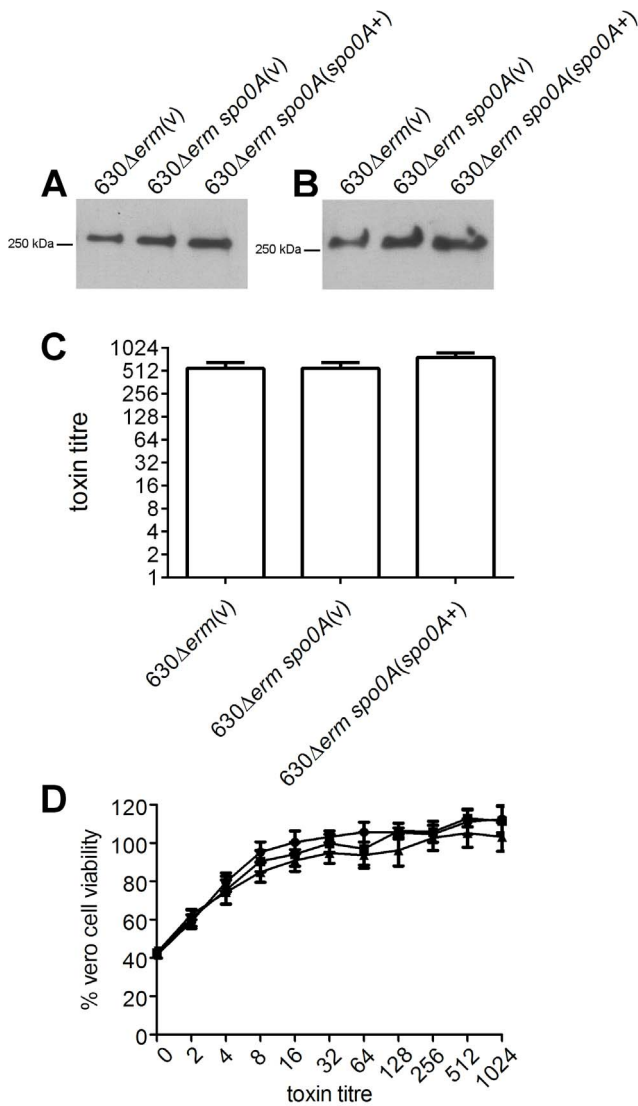 630Δerm(v)
630Δerm spo0A(v)
630Δerm spo0A(spo0A+)
A
250 kDa
630Δerm(v)
630Δerm spo0A(v)
630Δerm spo0A(spo0A+)
B
250 kDa
C
toxin titre
1024
512
256
128
64
32
16
8
4
2
1
630Δerm(v)
630Δerm spo0A(v)
630Δerm spo0A(spo0A+)
D
% vero cell viability
120
100
80
60
40
20
0
0 2 4 8 16 32 64 128 256 512 1024
toxin titre